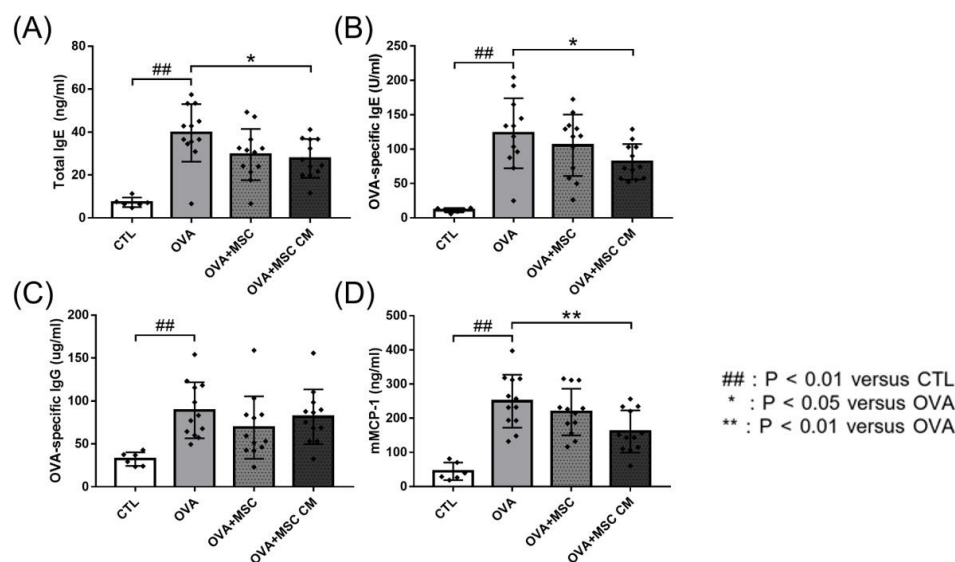 (A)
Total IgE (ng/ml)
80
60
40
20
0
##
*
CTL
OVA
OVA+MSC
OVA+MSC CM
(B)
OVA-specific IgE (U/ml)
250
200
150
100
50
0
##
*
CTL
OVA
OVA+MSC
OVA+MSC CM
(C)
OVA-specific IgG (ug/ml)
200
150
100
50
0
##
CTL
OVA
OVA+MSC
OVA+MSC CM
(D)
mMCP-1 (ng/ml)
500
400
300
200
100
0
##
**
CTL
OVA
OVA+MSC
OVA+MSC CM
## : P < 0.01 versus CTL
* : P < 0.05 versus OVA
** : P < 0.01 versus OVA